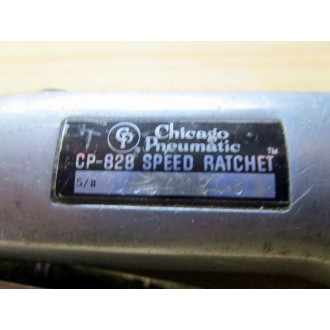 CP Chicago
Pneumatic ™
CP-828 SPEED RATCHET
S/#